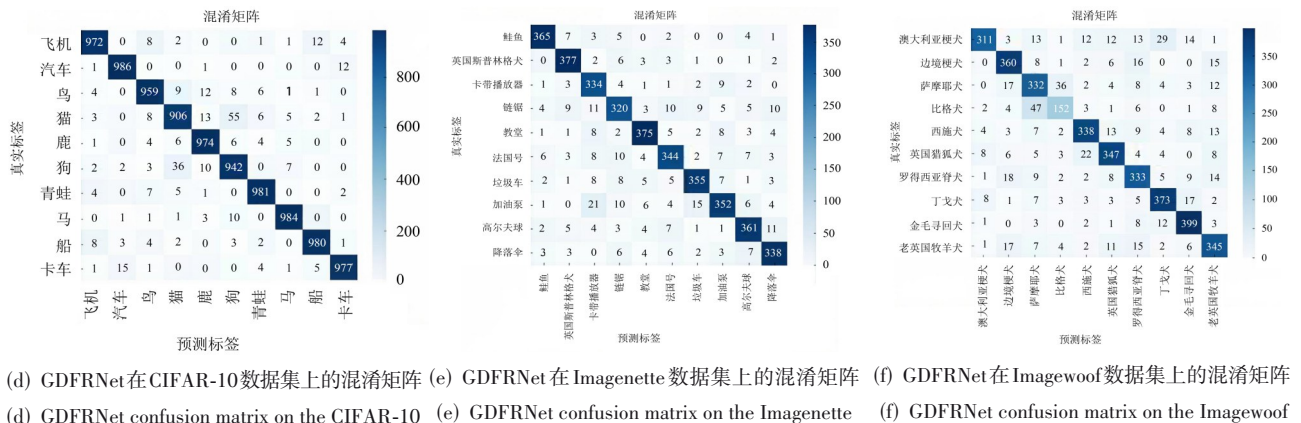 混淆矩阵
真实标签
飞机 972 0 8 2 0 0 1 1 12 4
汽车 1 986 0 0 1 0 0 0 0 12
鸟 4 0 959 9 12 8 6 1 1 0
猫 3 0 8 906 13 55 6 5 2 1
鹿 1 0 4 6 974 6 4 5 0 0
狗 2 2 3 36 10 942 0 7 0 0
青蛙 4 0 7 5 1 0 981 0 0 2
马 0 1 1 1 3 10 0 984 0 0
船 8 3 4 2 0 3 2 0 980 1
卡车 1 15 1 0 0 0 4 1 5 977
飞机 汽车 鸟 猫 鹿 狗 青蛙 马 船 卡车
预测标签
800
600
400
200
0
混淆矩阵
真实标签
鲑鱼 365 7 3 5 0 2 0 0 4 1
英国斯普林格犬 0 377 2 6 3 3 1 0 1 2
卡带播放器 1 3 334 4 1 1 2 9 2 0
链锯 4 9 11 320 3 10 9 5 5 10
教堂 1 1 8 2 375 5 2 8 3 4
法国号 6 3 8 10 4 344 2 7 7 3
垃圾车 2 1 8 8 5 5 355 7 5 1
加油泵 0 1 21 10 6 4 15 352 6 4
高尔夫球 2 5 4 3 4 7 1 1 361 11
降落伞 3 3 0 6 4 6 2 3 7 338
鲑鱼 英国斯普林格犬 卡带播放器 链锯 教堂 法国号 垃圾车 加油泵 高尔夫球 降落伞
预测标签
350
300
250
200
150
100
50
0
混淆矩阵
真实标签
澳大利亚梗犬 311 3 13 1 12 12 13 29 14 1
边境梗犬 0 360 8 1 2 6 16 0 0 15
萨摩耶犬 0 17 332 36 2 4 8 4 3 12
比格犬 2 4 47 152 3 6 0 0 1 8
西施犬 4 3 7 2 338 13 9 4 8 13
英国猎狐犬 8 6 5 3 22 347 4 4 0 8
罗得西亚脊犬 1 18 9 2 2 8 333 5 9 14
丁戈犬 8 1 7 3 3 3 5 373 17 2
金毛寻回犬 1 0 3 0 2 1 8 12 399 3
老英国牧羊犬 1 17 7 4 2 11 15 2 6 345
澳大利亚梗犬 边境梗犬 萨摩耶犬 比格犬 西施犬 英国猎狐犬 罗得西亚脊犬 丁戈犬 金毛寻回犬 老英国牧羊犬
预测标签
350
300
250
200
150
100
50
0
(d) GDFRNet在CIFAR-10数据集上的混淆矩阵
(d) GDFRNet confusion matrix on the CIFAR-10
(e) GDFRNet在Imagenette数据集上的混淆矩阵
(e) GDFRNet confusion matrix on the Imagenette
(f) GDFRNet在Imagewoof数据集上的混淆矩阵
(f) GDFRNet confusion matrix on the Imagewoof